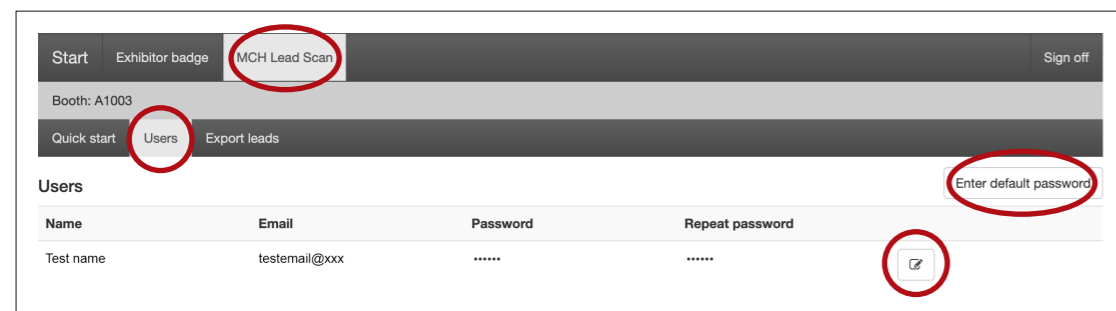 Start Exhibitor badge MCH Lead Scan Sign off
Booth: A1003
Quick start Users Export leads
Users Enter default password
Name Email Password Repeat password
Test name testemail@xxx •••••• ••••••